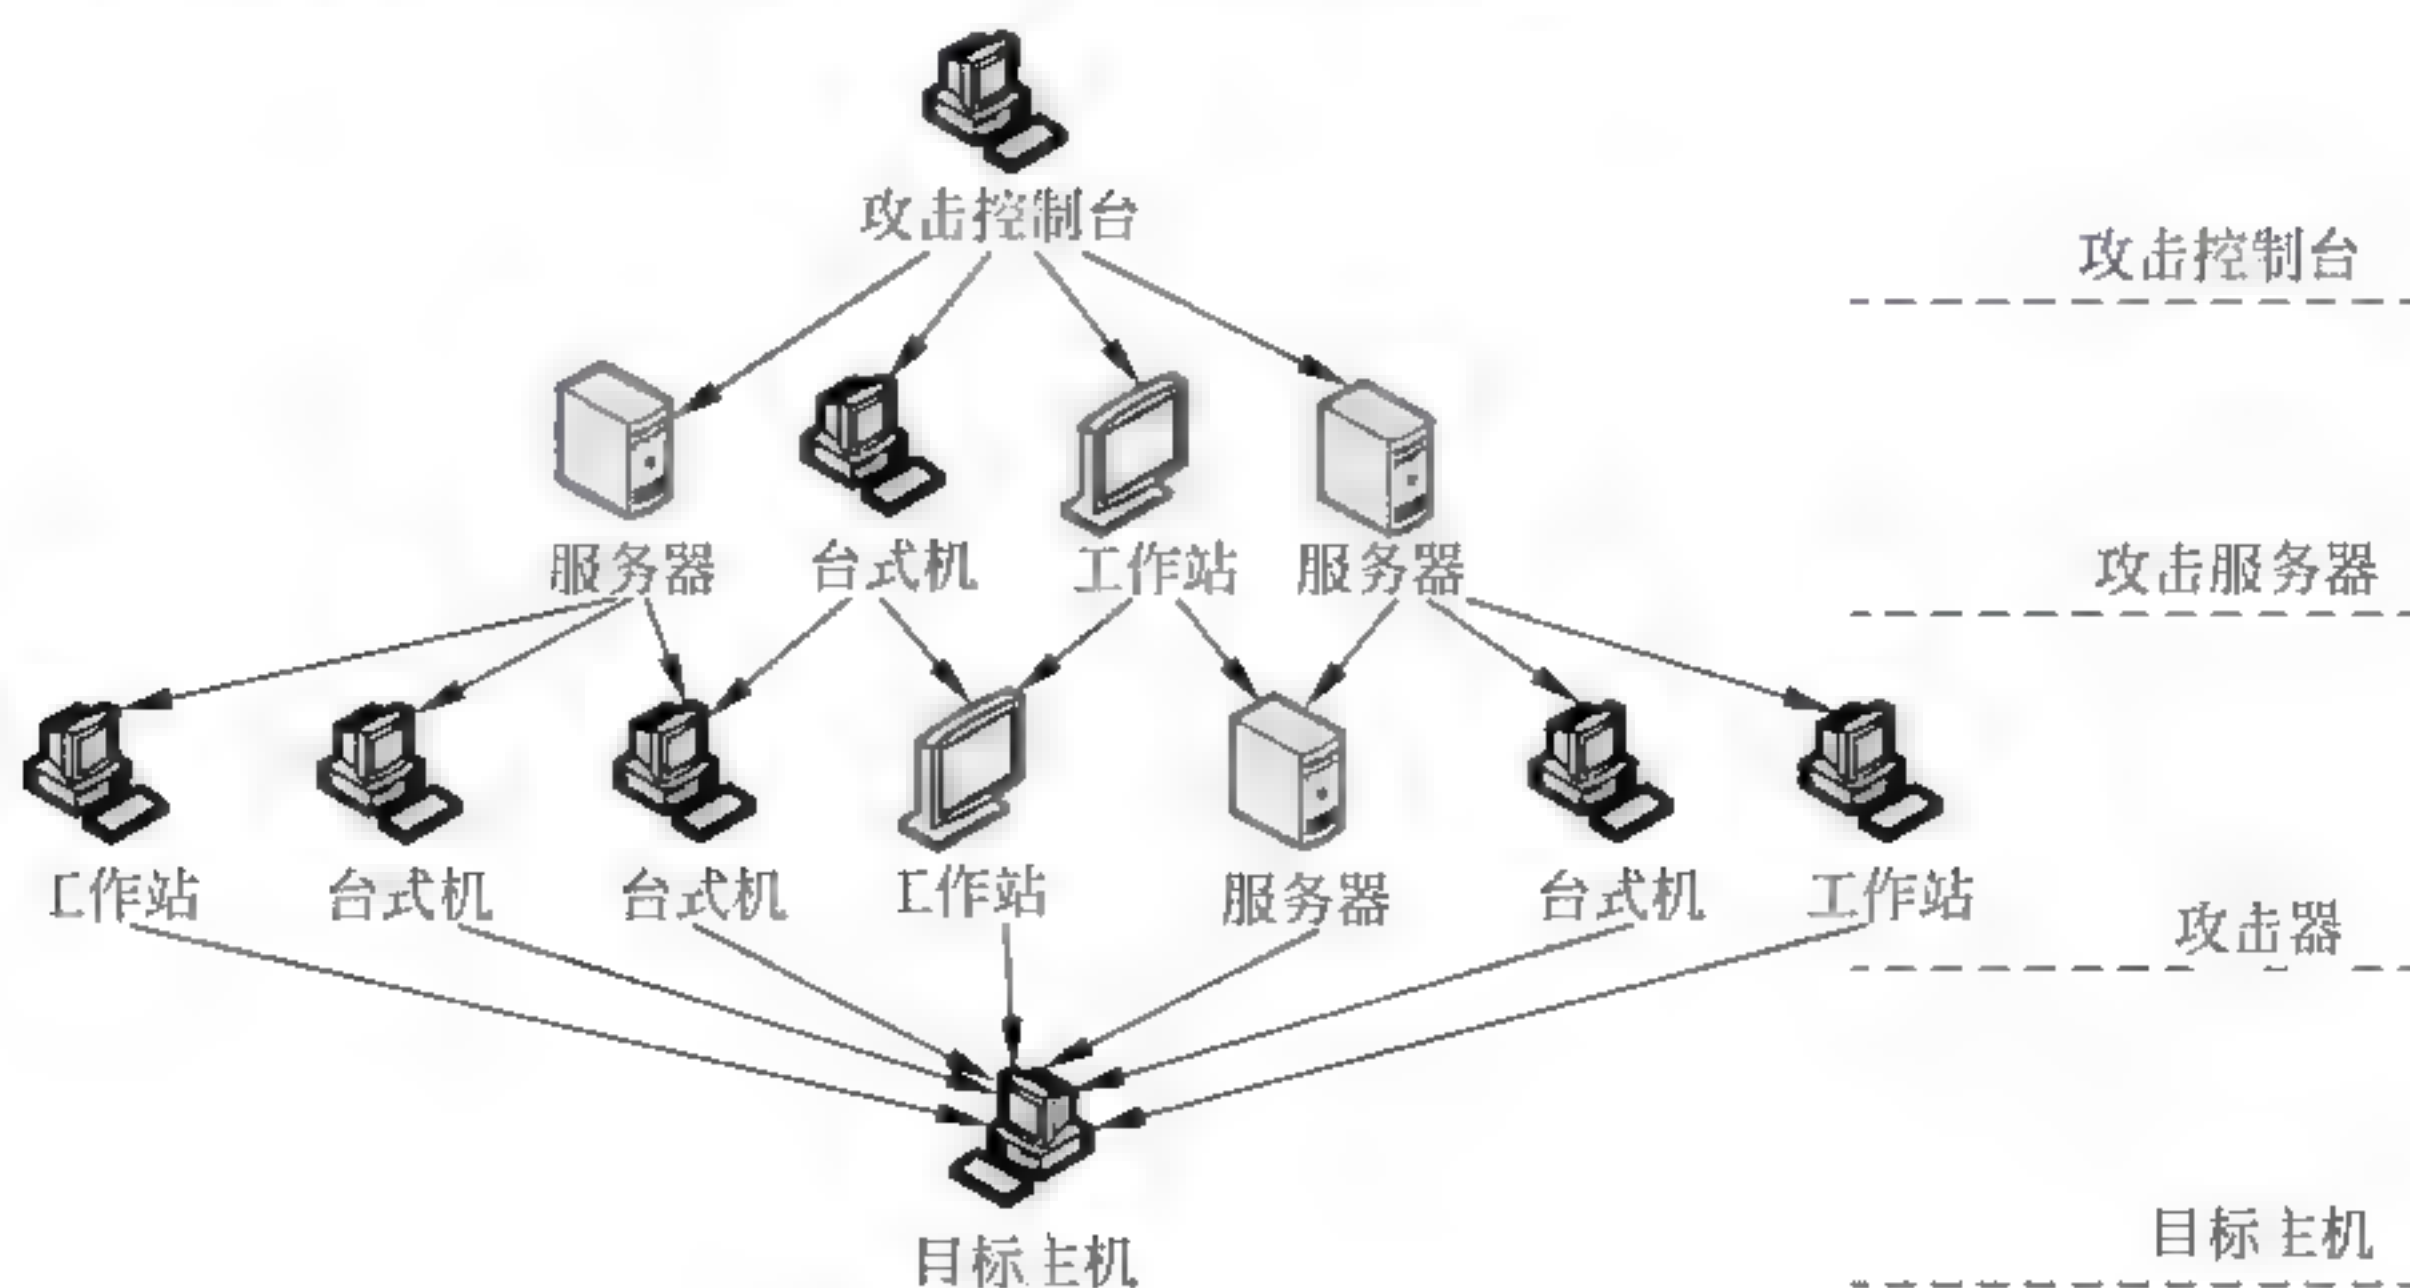 攻击控制台
攻击控制台
服务器 台式机 工作站 服务器
攻击服务器
工作站 台式机 台式机 工作站 服务器 台式机 工作站
攻击器
目标主机
目标主机